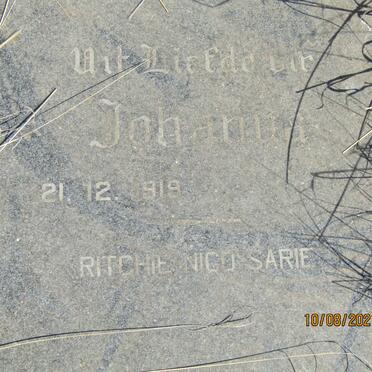 Uit Liefde vir
Johanna
21. 12. 1919
RITCHIE NICO SARIE
10/08/202